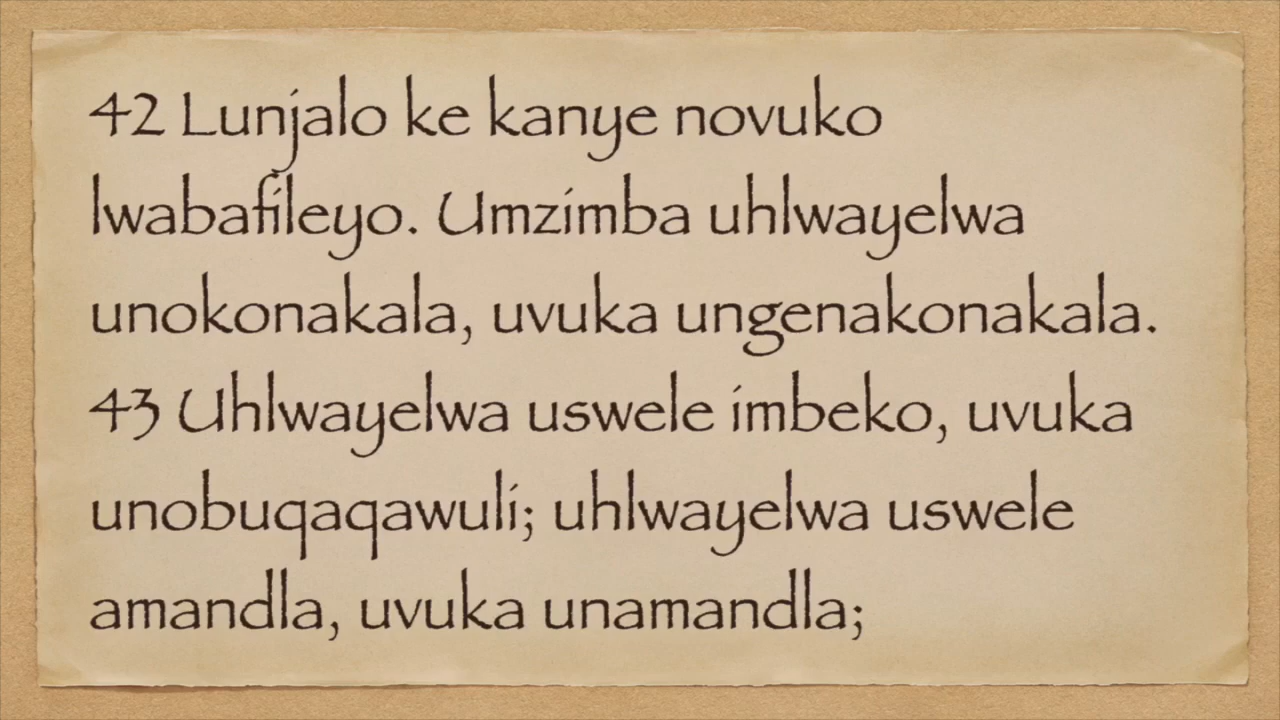 42 Lunjalo ke kanye novuko
lwabafileyo. Umzimba uhlwayelwa
unokonakala, uvuka ungenakonakala.
43 Uhlwayelwa uswele imbeko, uvuka
unobuqaqawuli; uhlwayelwa uswele
amandla, uvuka unamandla;